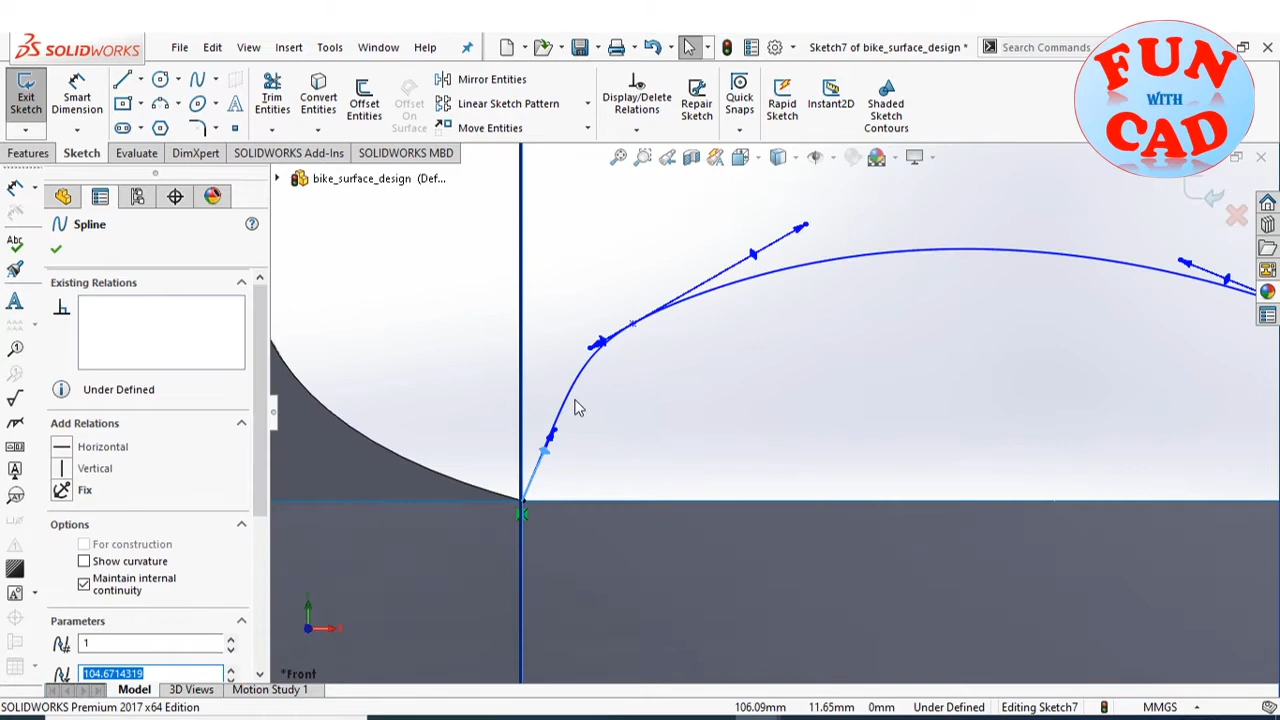 SOLIDWORKS File Edit View Insert Tools Window Help Sketch7 of bike_surface_design * Search Commands
FUN
WITH
CAD
Exit Sketch
Smart Dimension
Trim Entities
Convert Entities
Offset Entities
Offset On Surface
Mirror Entities
Linear Sketch Pattern
Move Entities
Display/Delete Relations
Repair Sketch
Quick Snaps
Rapid Sketch
Instant2D
Shaded Sketch Contours
Features Sketch Evaluate DimXpert SOLIDWORKS Add-Ins SOLIDWORKS MBD
bike_surface_design (Def...
Spline
Existing Relations
Under Defined
Add Relations
Horizontal
Vertical
Fix
Options
For construction
Show curvature
Maintain internal
continuity
Parameters
1
104.6714319
*Front
Model 3D Views Motion Study 1
SOLIDWORKS Premium 2017 x64 Edition 106.09mm 11.65mm 0mm Under Defined Editing Sketch7 MMGS